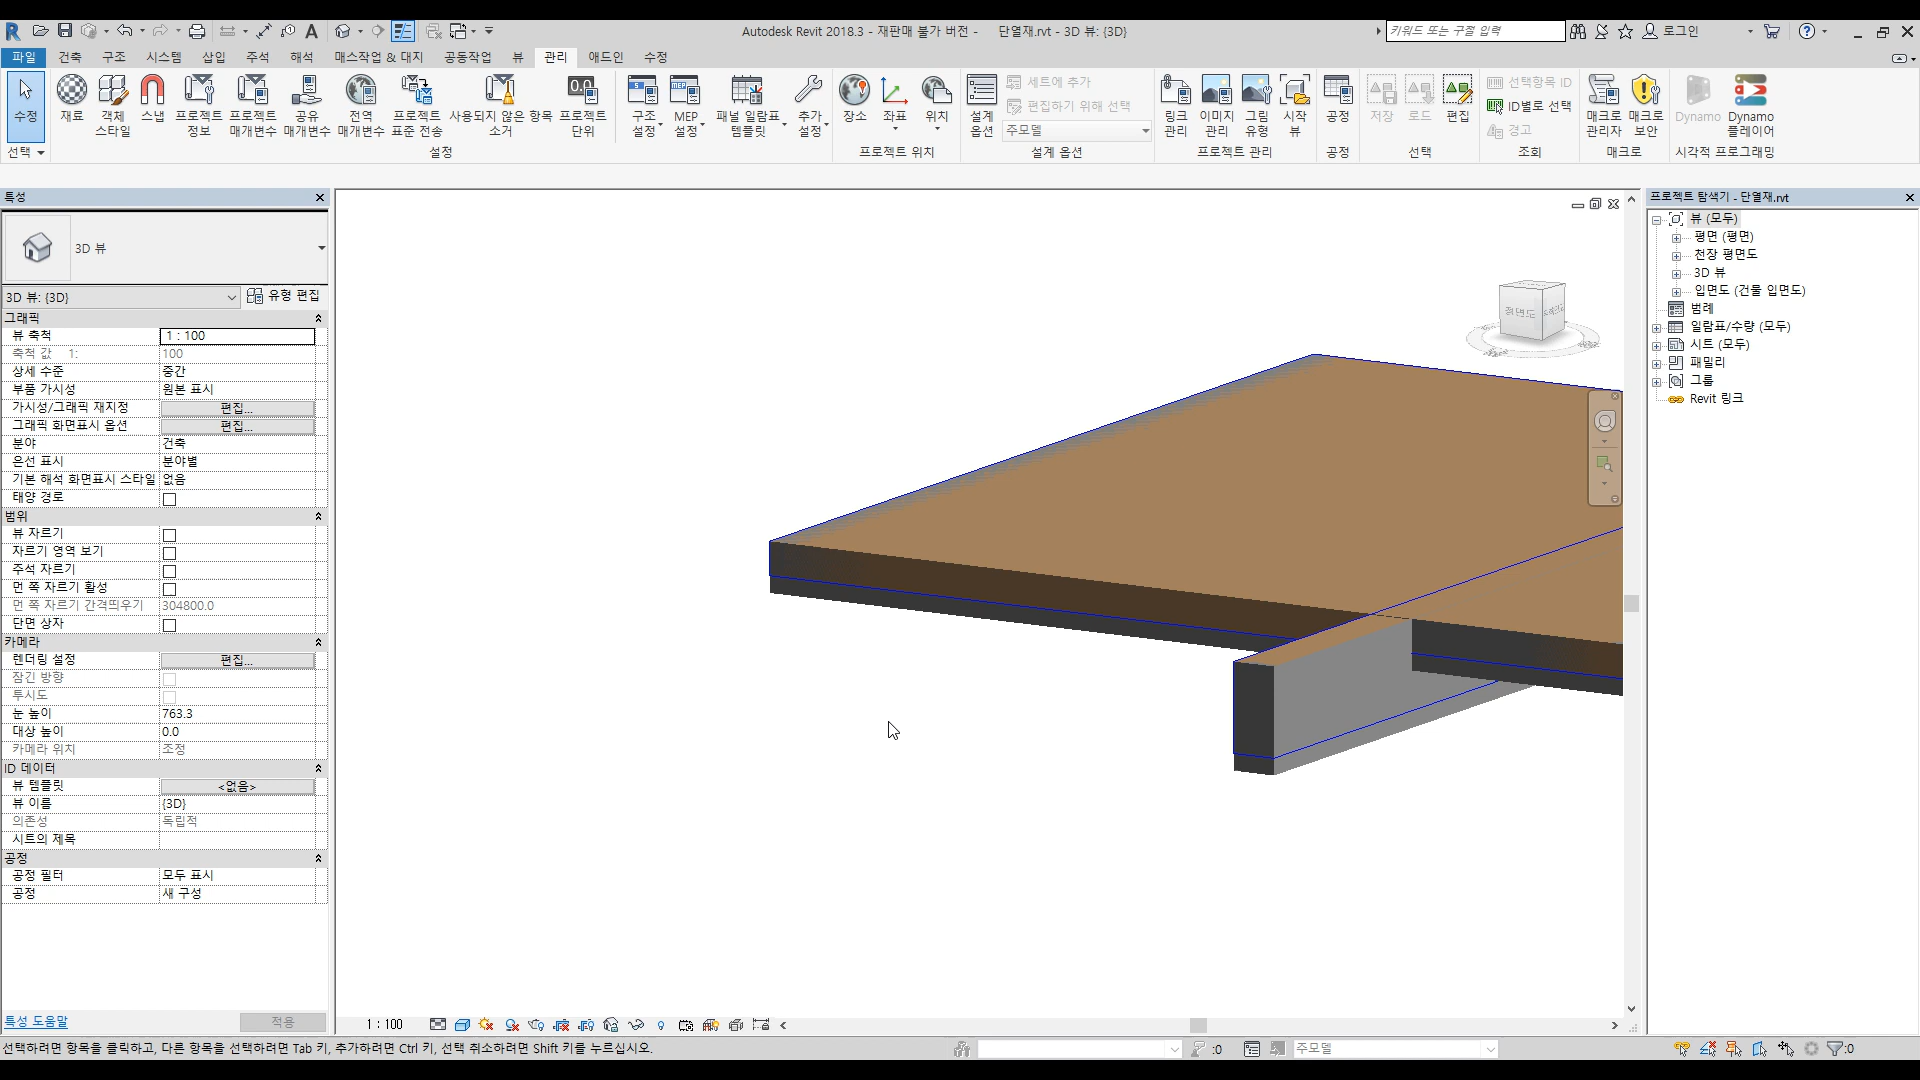 Autodesk Revit 2018.3 - 재판매 불가 버전 - 단열재.rvt - 3D 뷰: {3D}
키워드 또는 구절 입력
로그인
파일 건축 구조 시스템 삽입 주석 해석 매스작업 & 대지 공동작업 뷰 관리 애드인 수정
수정
재료
객체 스타일
스냅
프로젝트 정보
프로젝트 매개변수
공유 매개변수
전역 매개변수
프로젝트 표준 전송
사용되지 않은 항목 소거
프로젝트 단위
구조 설정
MEP 설정
패널 일람표 템플릿
추가 설정
장소
좌표
위치
설계 옵션
세트에 추가
편집하기 위해 선택
주모델
링크 관리
이미지 관리
그림 유형
시작 뷰
공정
저장
로드
편집
선택항목 ID
ID별로 선택
경고
매크로 관리자
매크로 보안
Dynamo
Dynamo 플레이어
선택
설정
프로젝트 위치
설계 옵션
프로젝트 관리
공정
선택
조회
매크로
시각적 프로그래밍
특성
3D 뷰
3D 뷰: {3D}
유형 편집
그래픽
뷰 축척 1 : 100
축척 값 1: 100
상세 수준 중간
부품 가시성 원본 표시
가시성/그래픽 재지정 편집...
그래픽 화면표시 옵션 편집...
분야 건축
은선 표시 분야별
기본 해석 화면표시 스타일 없음
태양 경로
범위
뷰 자르기
자르기 영역 보기
주석 자르기
먼 쪽 자르기 활성
먼 쪽 자르기 간격띄우기 304800.0
단면 상자
카메라
렌더링 설정 편집...
잠긴 방향
투시도
눈 높이 763.3
대상 높이 0.0
카메라 위치 조정
ID 데이터
뷰 템플릿 <없음>
뷰 이름 {3D}
의존성 독립적
시트의 제목
공정
공정 필터 모두 표시
공정 새 구성
특성 도움말
적용
정면도
프로젝트 탐색기 - 단열재.rvt
뷰 (모두)
평면 (평면)
천장 평면도
3D 뷰
입면도 (건물 입면도)
범례
일람표/수량 (모두)
시트 (모두)
패밀리
그룹
Revit 링크
1 : 100
선택하려면 항목을 클릭하고, 다른 항목을 선택하려면 Tab 키, 추가하려면 Ctrl 키, 선택 취소하려면 Shift 키를 누르십시오.
:0
주모델
:0